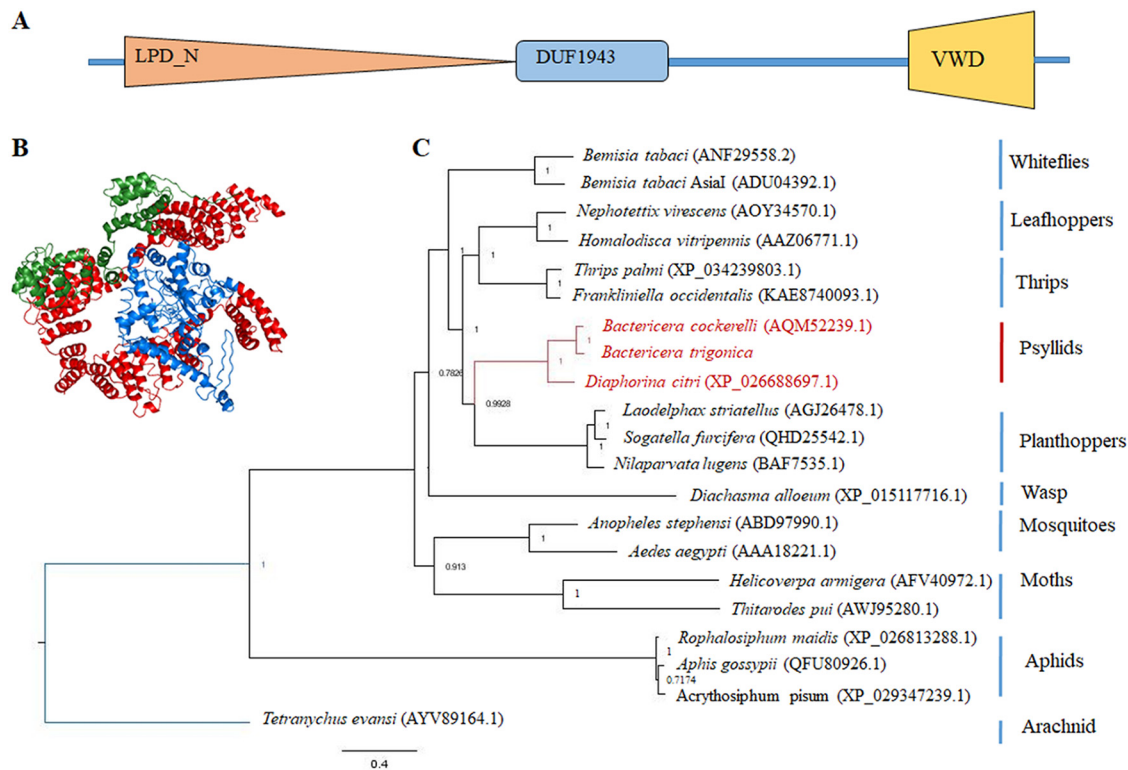 A
LPD_N
DUF1943
VWD
B
C
Bemisia tabaci (ANF29558.2)
Whiteflies
1
Bemisia tabaci AsiaI (ADU04392.1)
Nephotettix virescens (AOY34570.1)
Leafhoppers
1
Homalodisca vitripennis (AAZ06771.1)
1
1
Thrips palmi (XP_034239803.1)
Thrips
1
Frankliniella occidentalis (KAE8740093.1)
Bactericera cockerelli (AQM52239.1)
1
1
Bactericera trigonica
Psyllids
1
0.7826
Diaphorina citri (XP_026688697.1)
0.9928
Laodelphax striatellus (AGJ26478.1)
1
Sogatella furcifera (QHD25542.1)
Planthoppers
1
Nilaparvata lugens (BAF7535.1)
Diachasma alloeum (XP_015117716.1)
Wasp
Anopheles stephensi (ABD97990.1)
Mosquitoes
1
Aedes aegypti (AAA18221.1)
0.913
1
Helicoverpa armigera (AFV40972.1)
Moths
1
Thitarodes pui (AWJ95280.1)
Rophalosiphum maidis (XP_026813288.1)
1
Aphis gossypii (QFU80926.1)
Aphids
0.7174
Acrythosiphum pisum (XP_029347239.1)
Tetranychus evansi (AYV89164.1)
Arachnid
0.4